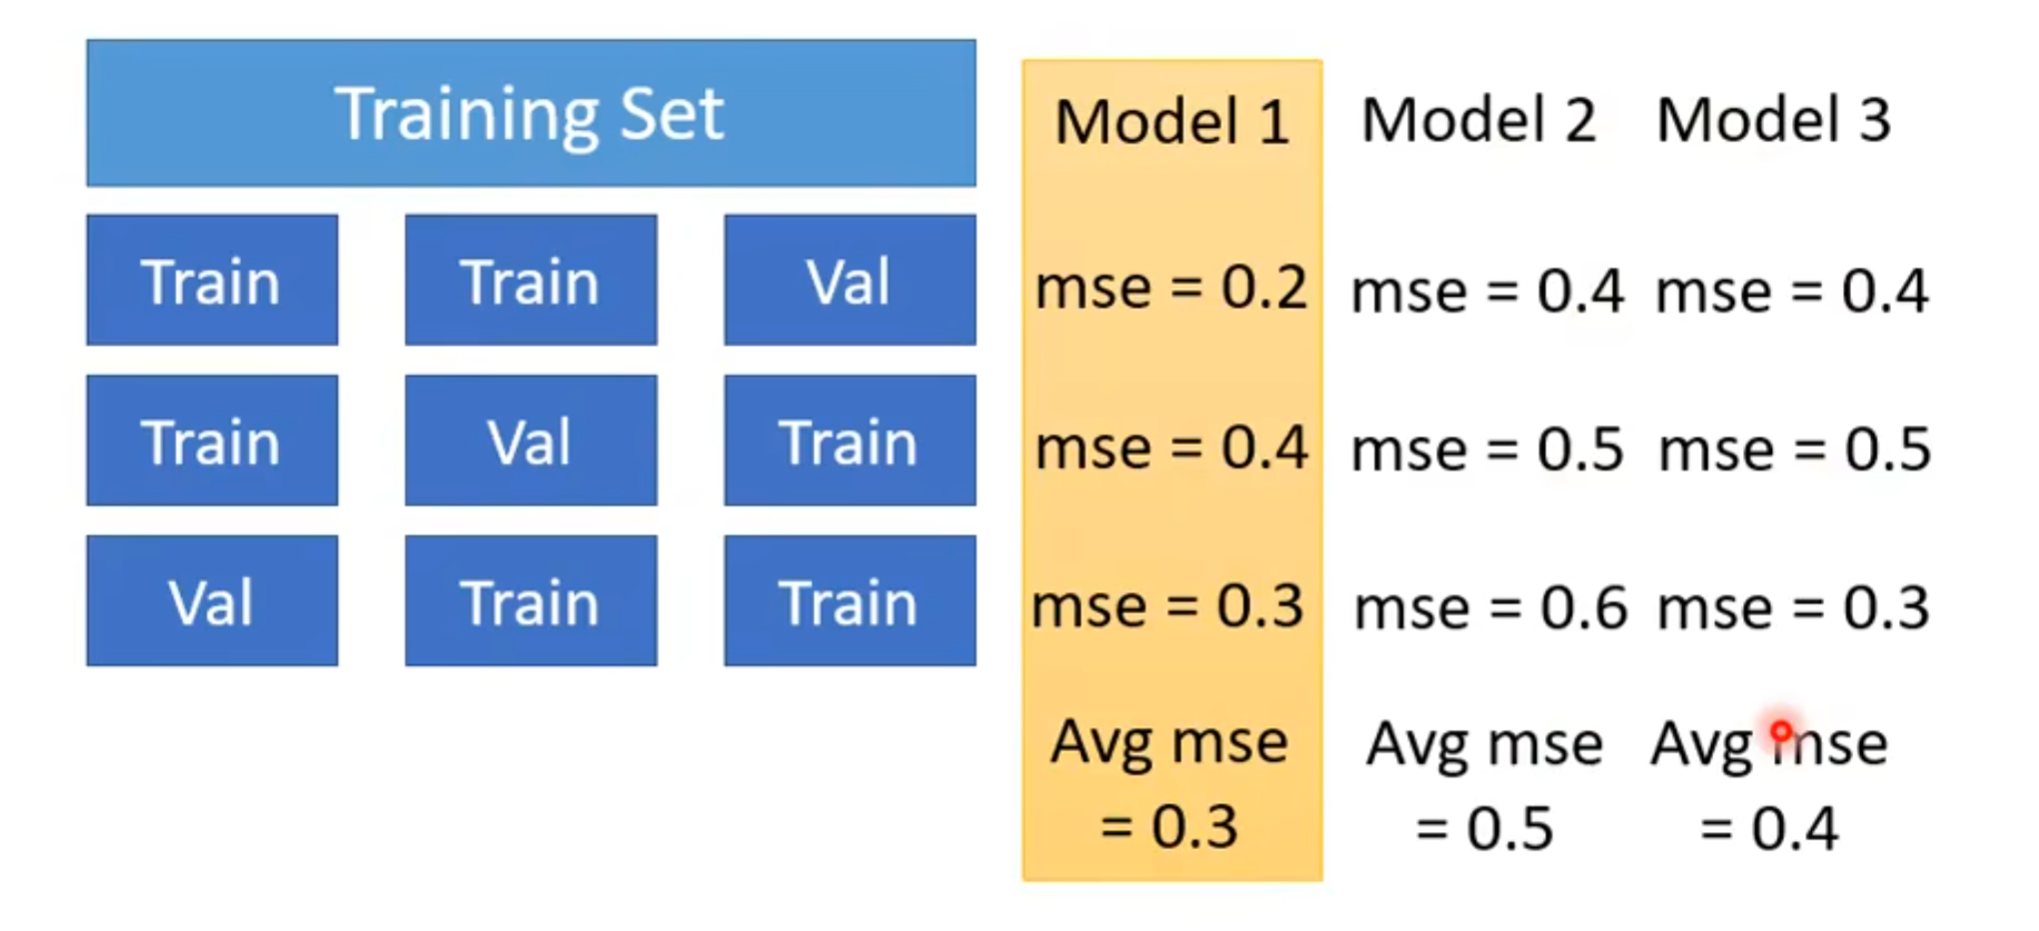 Training Set
Model 1 Model 2 Model 3
Train Train Val mse = 0.2 mse = 0.4 mse = 0.4
Train Val Train mse = 0.4 mse = 0.5 mse = 0.5
Val Train Train mse = 0.3 mse = 0.6 mse = 0.3
Avg mse Avg mse Avg mse
= 0.3 = 0.5 = 0.4